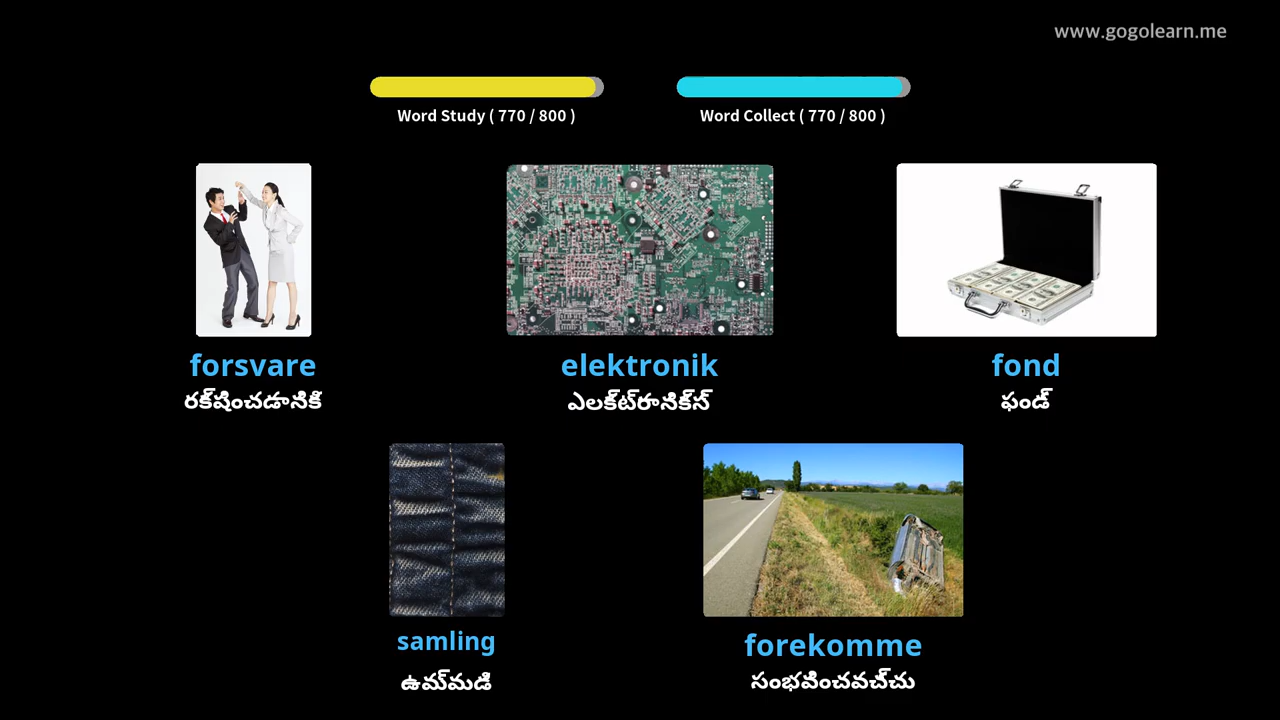 www.gogolearn.me
Word Study ( 770 / 800 )
Word Collect ( 770 / 800 )
forsvare
elektronik
fond
రక్‌షించడానికి
ఎలక్‌ట్‌రానిక్‌స్
ఫండ్
samling
forekomme
ఉమ్‌మడి
సంభవించవచ్‌చు